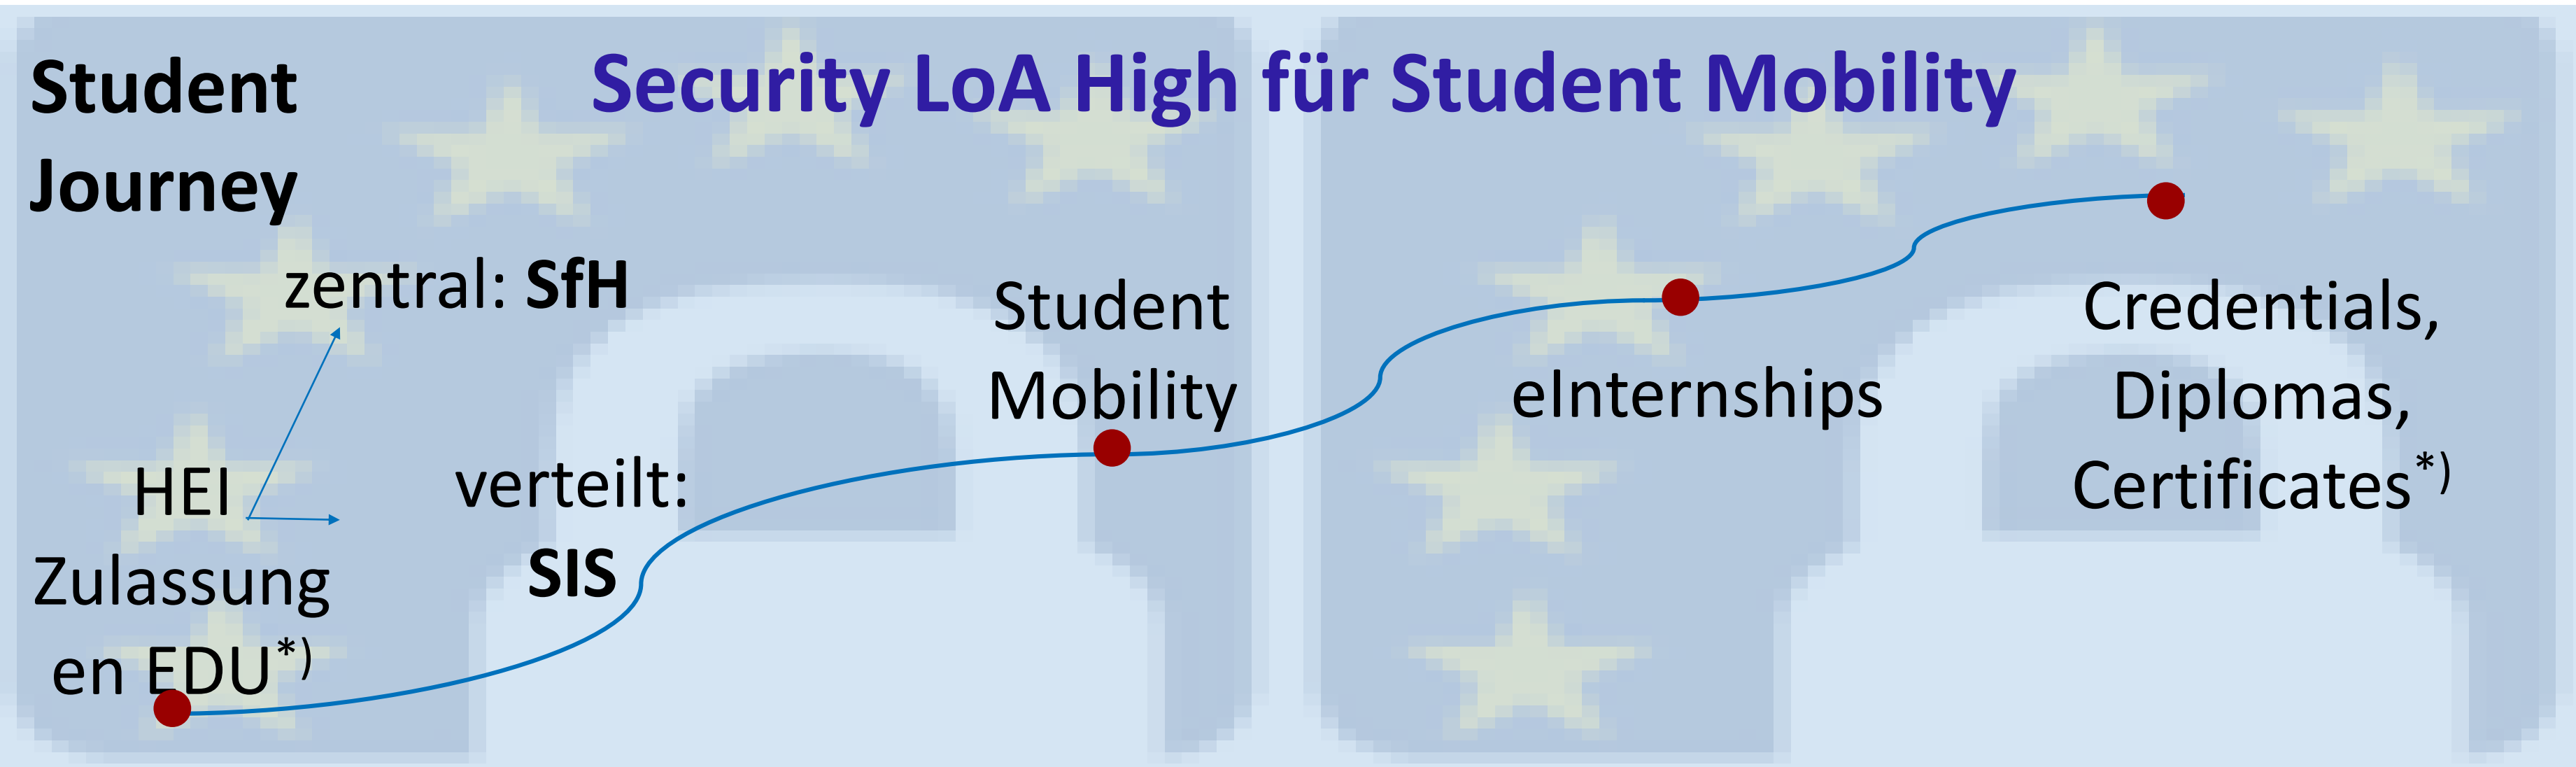 Student
Journey
Security LoA High für Student Mobility
zentral: SfH
HEI
Zulassung
en EDU*)
verteilt:
SIS
Student
Mobility
eInternships
Credentials,
Diplomas,
Certificates*)